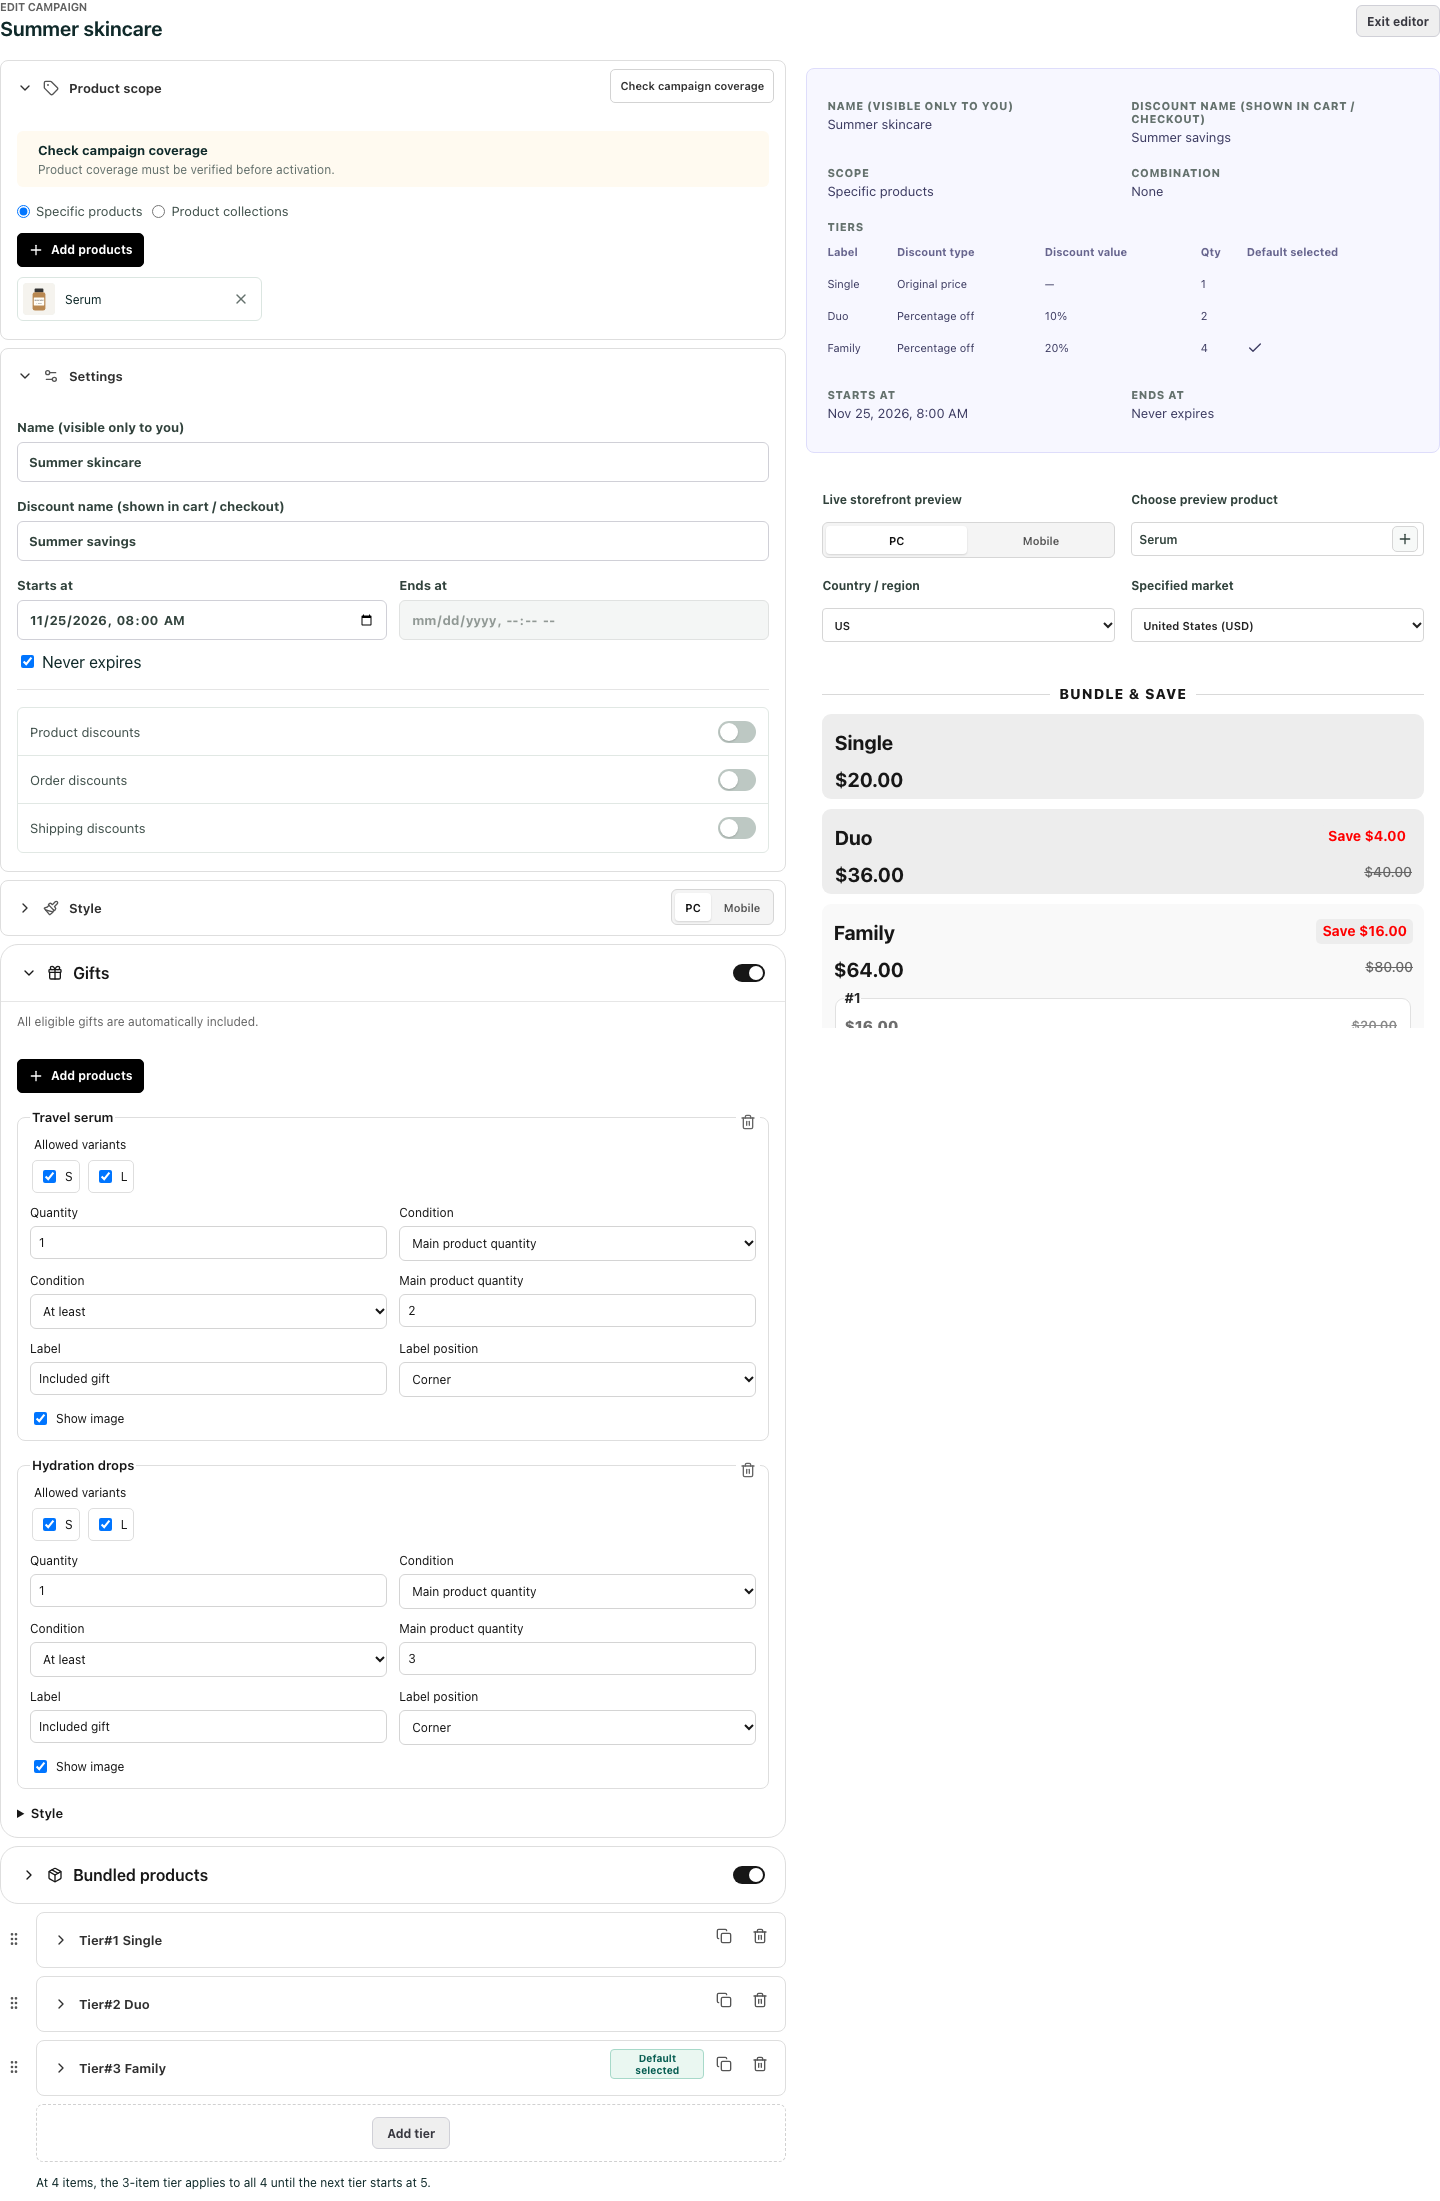 EDIT CAMPAIGN
Summer skincare
Exit editor
Product scope
Check campaign coverage
Check campaign coverage
Product coverage must be verified before activation.
Specific products
Product collections
Add products
Serum
Settings
Name (visible only to you)
Summer skincare
Discount name (shown in cart / checkout)
Summer savings
Starts at
Ends at
11/25/2026, 08:00 AM
mm/dd/yyyy, --:-- --
Never expires
Product discounts
Order discounts
Shipping discounts
Style
PC
Mobile
Gifts
All eligible gifts are automatically included.
Add products
Travel serum
Allowed variants
S
L
Quantity
Condition
1
Main product quantity
Condition
Main product quantity
At least
2
Label
Label position
Included gift
Corner
Show image
Hydration drops
Allowed variants
S
L
Quantity
Condition
1
Main product quantity
Condition
Main product quantity
At least
3
Label
Label position
Included gift
Corner
Show image
Style
Bundled products
Tier#1 Single
Tier#2 Duo
Tier#3 Family
Default
selected
Add tier
At 4 items, the 3-item tier applies to all 4 until the next tier starts at 5.
NAME (VISIBLE ONLY TO YOU)
Summer skincare
DISCOUNT NAME (SHOWN IN CART /
CHECKOUT)
Summer savings
SCOPE
Specific products
COMBINATION
None
TIERS
Label Discount type Discount value Qty Default selected
Single Original price — 1
Duo Percentage off 10% 2
Family Percentage off 20% 4
STARTS AT
Nov 25, 2026, 8:00 AM
ENDS AT
Never expires
Live storefront preview
Choose preview product
PC
Mobile
Serum
Country / region
Specified market
US
United States (USD)
BUNDLE & SAVE
Single
$20.00
Duo
Save $4.00
$36.00
$40.00
Family
Save $16.00
$64.00
$80.00
#1
$16.00
$20.00